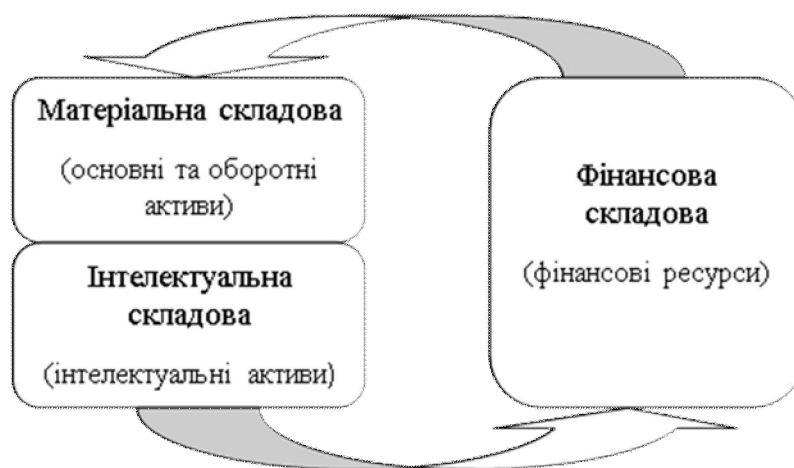 Матеріальна складова
(основні та оборотні
активи)
Інтелектуальна
складова
(інтелектуальні активи)
Фінансова
складова
(фінансові ресурси)